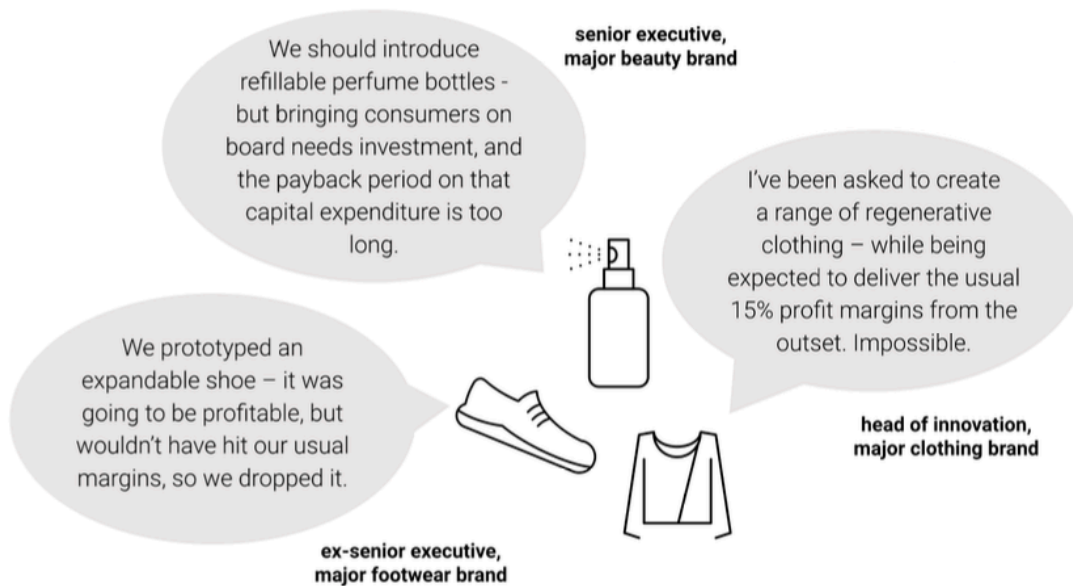 We should introduce
refillable perfume bottles -
but bringing consumers on
board needs investment, and
the payback period on that
capital expenditure is too
long.
senior executive,
major beauty brand
I’ve been asked to create
a range of regenerative
clothing – while being
expected to deliver the usual
15% profit margins from the
outset. Impossible.
head of innovation,
major clothing brand
We prototyped an
expandable shoe – it was
going to be profitable, but
wouldn’t have hit our usual
margins, so we dropped it.
ex-senior executive,
major footwear brand